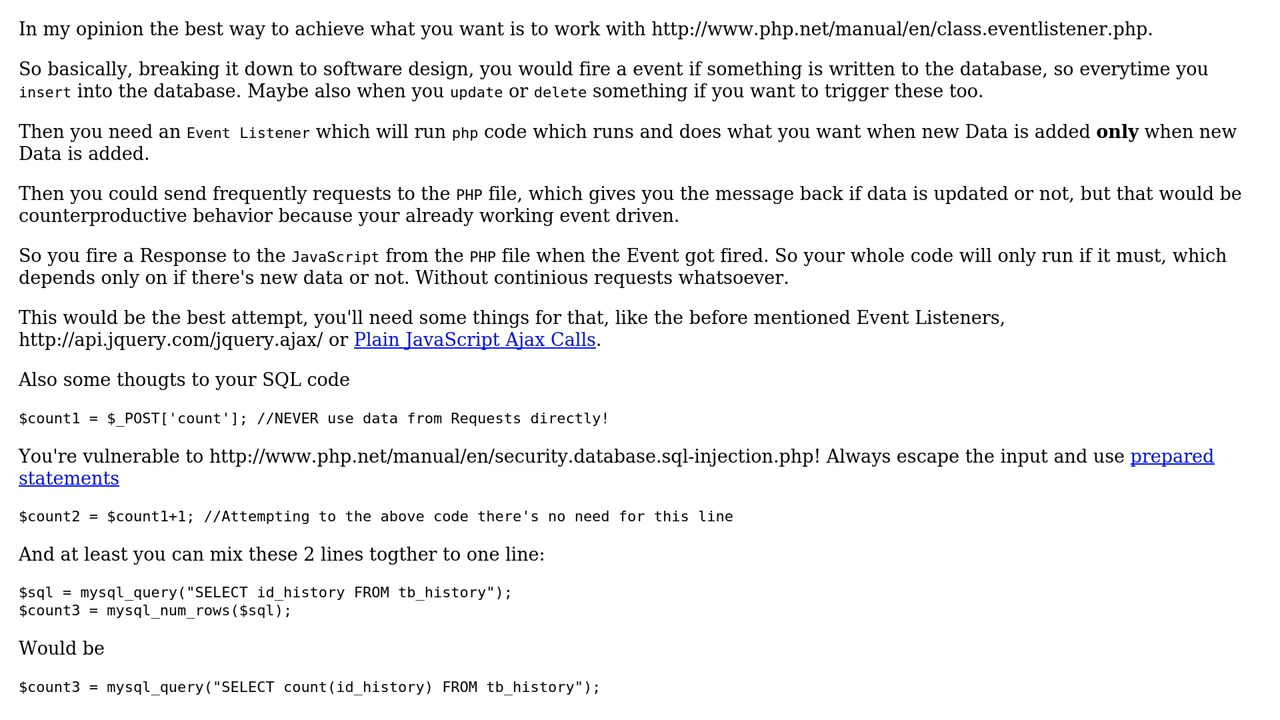 In my opinion the best way to achieve what you want is to work with http://www.php.net/manual/en/class.eventlistener.php.
So basically, breaking it down to software design, you would fire a event if something is written to the database, so everytime you
insert into the database. Maybe also when you update or delete something if you want to trigger these too.
Then you need an Event Listener which will run php code which runs and does what you want when new Data is added only when new
Data is added.
Then you could send frequently requests to the PHP file, which gives you the message back if data is updated or not, but that would be
counterproductive behavior because your already working event driven.
So you fire a Response to the JavaScript from the PHP file when the Event got fired. So your whole code will only run if it must, which
depends only on if there's new data or not. Without continious requests whatsoever.
This would be the best attempt, you'll need some things for that, like the before mentioned Event Listeners,
http://api.jquery.com/jquery.ajax/ or Plain JavaScript Ajax Calls.
Also some thougts to your SQL code
$count1 = $_POST['count']; //NEVER use data from Requests directly!
You're vulnerable to http://www.php.net/manual/en/security.database.sql-injection.php! Always escape the input and use prepared
statements
$count2 = $count1+1; //Attempting to the above code there's no need for this line
And at least you can mix these 2 lines togther to one line:
$sql = mysql_query("SELECT id_history FROM tb_history");
$count3 = mysql_num_rows($sql);
Would be
$count3 = mysql_query("SELECT count(id_history) FROM tb_history");